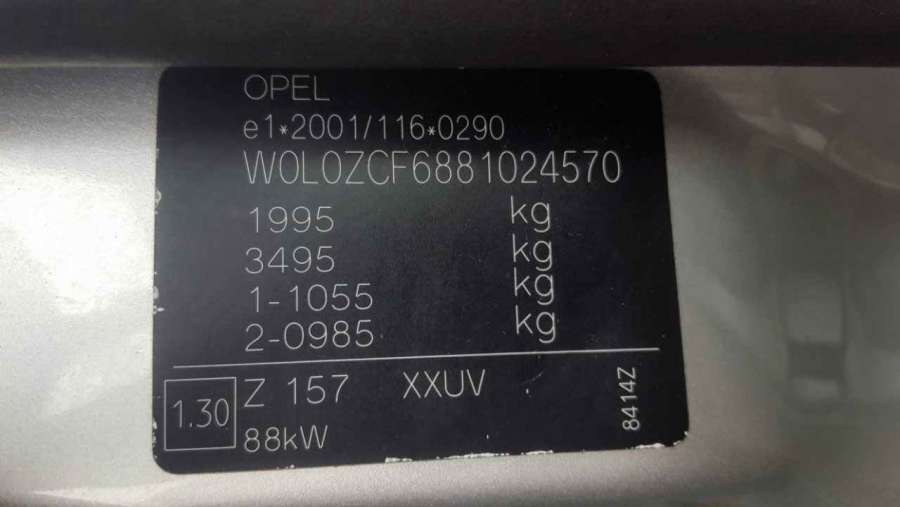 OPEL
e1*2001/116*0290
W0L0ZCF6881024570
1995 kg
3495 kg
1-1055 kg
2-0985 kg
1.30
Z 157 XXUV
88kW
8414Z